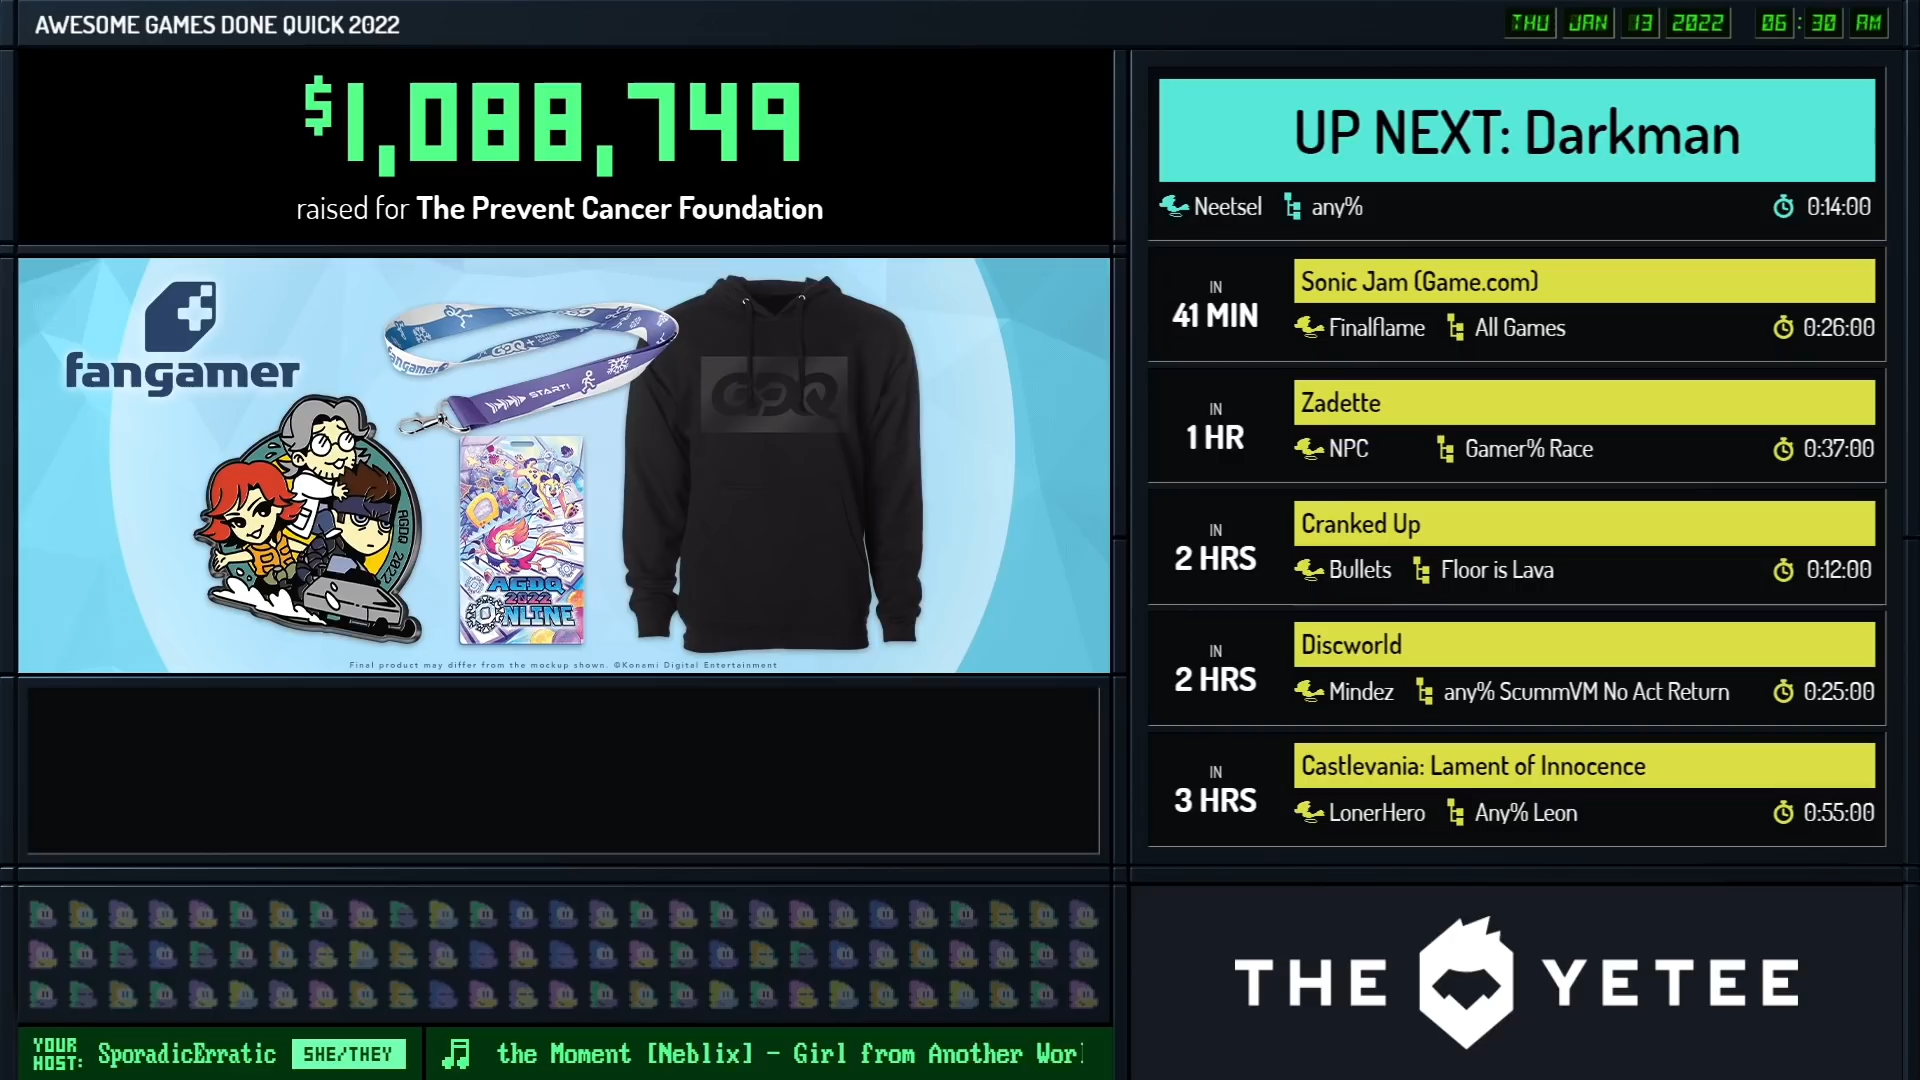 AWESOME GAMES DONE QUICK 2022
THU JAN 13 2022 06:30 AM
$1,088,749
raised for The Prevent Cancer Foundation
fangamer
fangamer
GDQ
START!
GDQ
AGDQ 2022
AGDQ
2022
ONLINE
Final product may differ from the mockup shown. ©Konami Digital Entertainment
UP NEXT: Darkman
Neetsel any% 0:14:00
IN
41 MIN
Sonic Jam (Game.com)
Finalflame All Games 0:26:00
IN
1 HR
Zadette
NPC Gamer% Race 0:37:00
IN
2 HRS
Cranked Up
Bullets Floor is Lava 0:12:00
IN
2 HRS
Discworld
Mindez any% ScummVM No Act Return 0:25:00
IN
3 HRS
Castlevania: Lament of Innocence
LonerHero Any% Leon 0:55:00
THE YETEE
YOUR
HOST: SporadicErratic SHE/THEY
the Moment [Neblix] - Girl from Another Worl